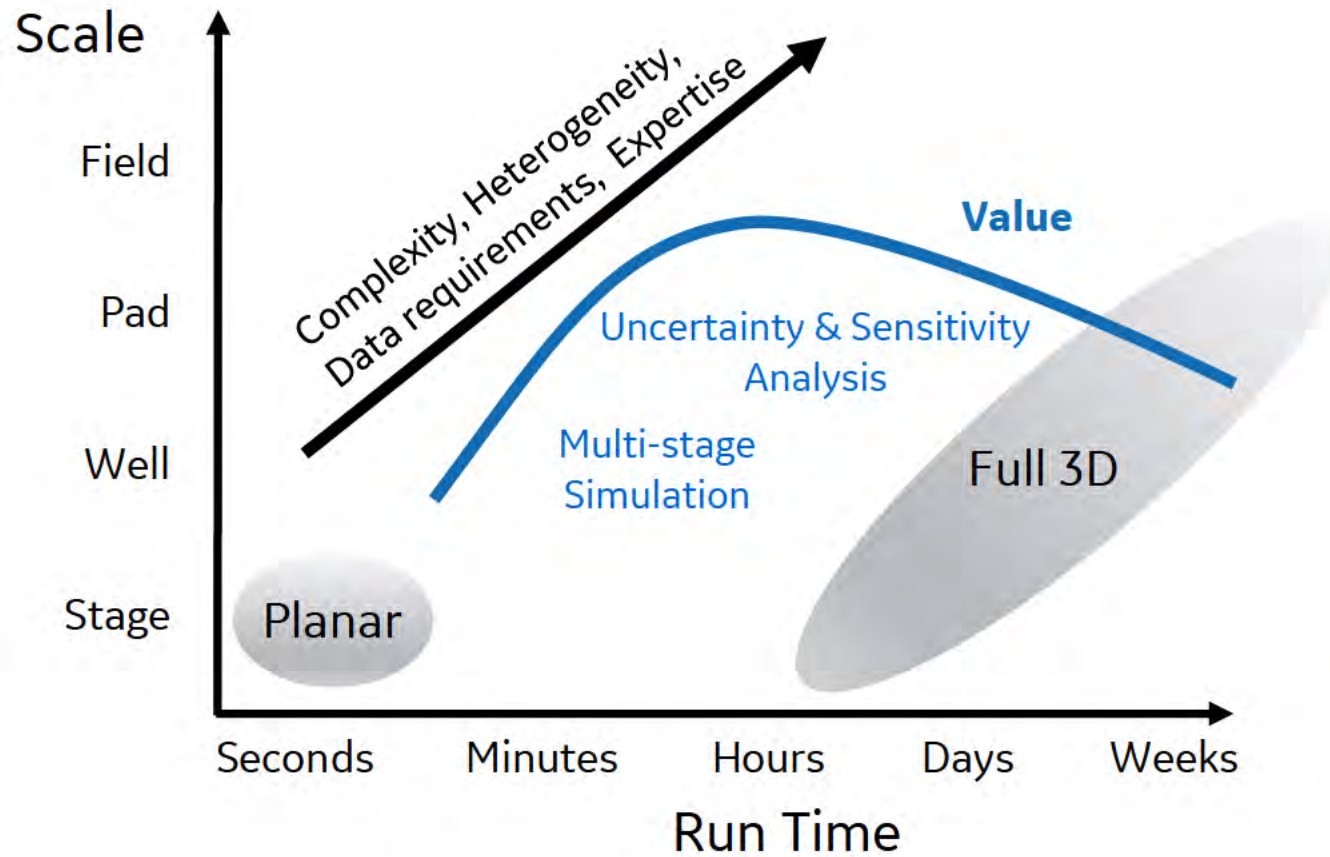 Scale
Field
Pad
Well
Stage
Complexity, Heterogeneity,
Data requirements, Expertise
Value
Uncertainty & Sensitivity
Analysis
Multi-stage
Simulation
Full 3D
Planar
Seconds
Minutes
Hours
Days
Weeks
Run Time